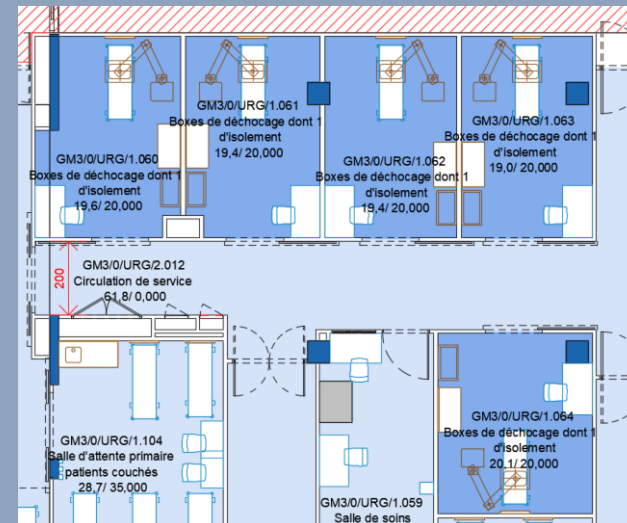 GM3/0/URG/1.060
Boxes de déchocage dont 1
d'isolement
19,6/ 20,000
GM3/0/URG/1.061
Boxes de déchocage dont 1
d'isolement
19,4/ 20,000
GM3/0/URG/1.062
Boxes de déchocage dont 1
d'isolement
19,4/ 20,000
GM3/0/URG/1.063
Boxes de déchocage dont 1
d'isolement
19,0/ 20,000
200
GM3/0/URG/2.012
Circulation de service
61,8/ 0,000
GM3/0/URG/1.104
Salle d'attente primaire
patients couchés
28,7/ 35,000
GM3/0/URG/1.059
Salle de soins
GM3/0/URG/1.064
Boxes de déchocage dont 1
d'isolement
20,1/ 20,000